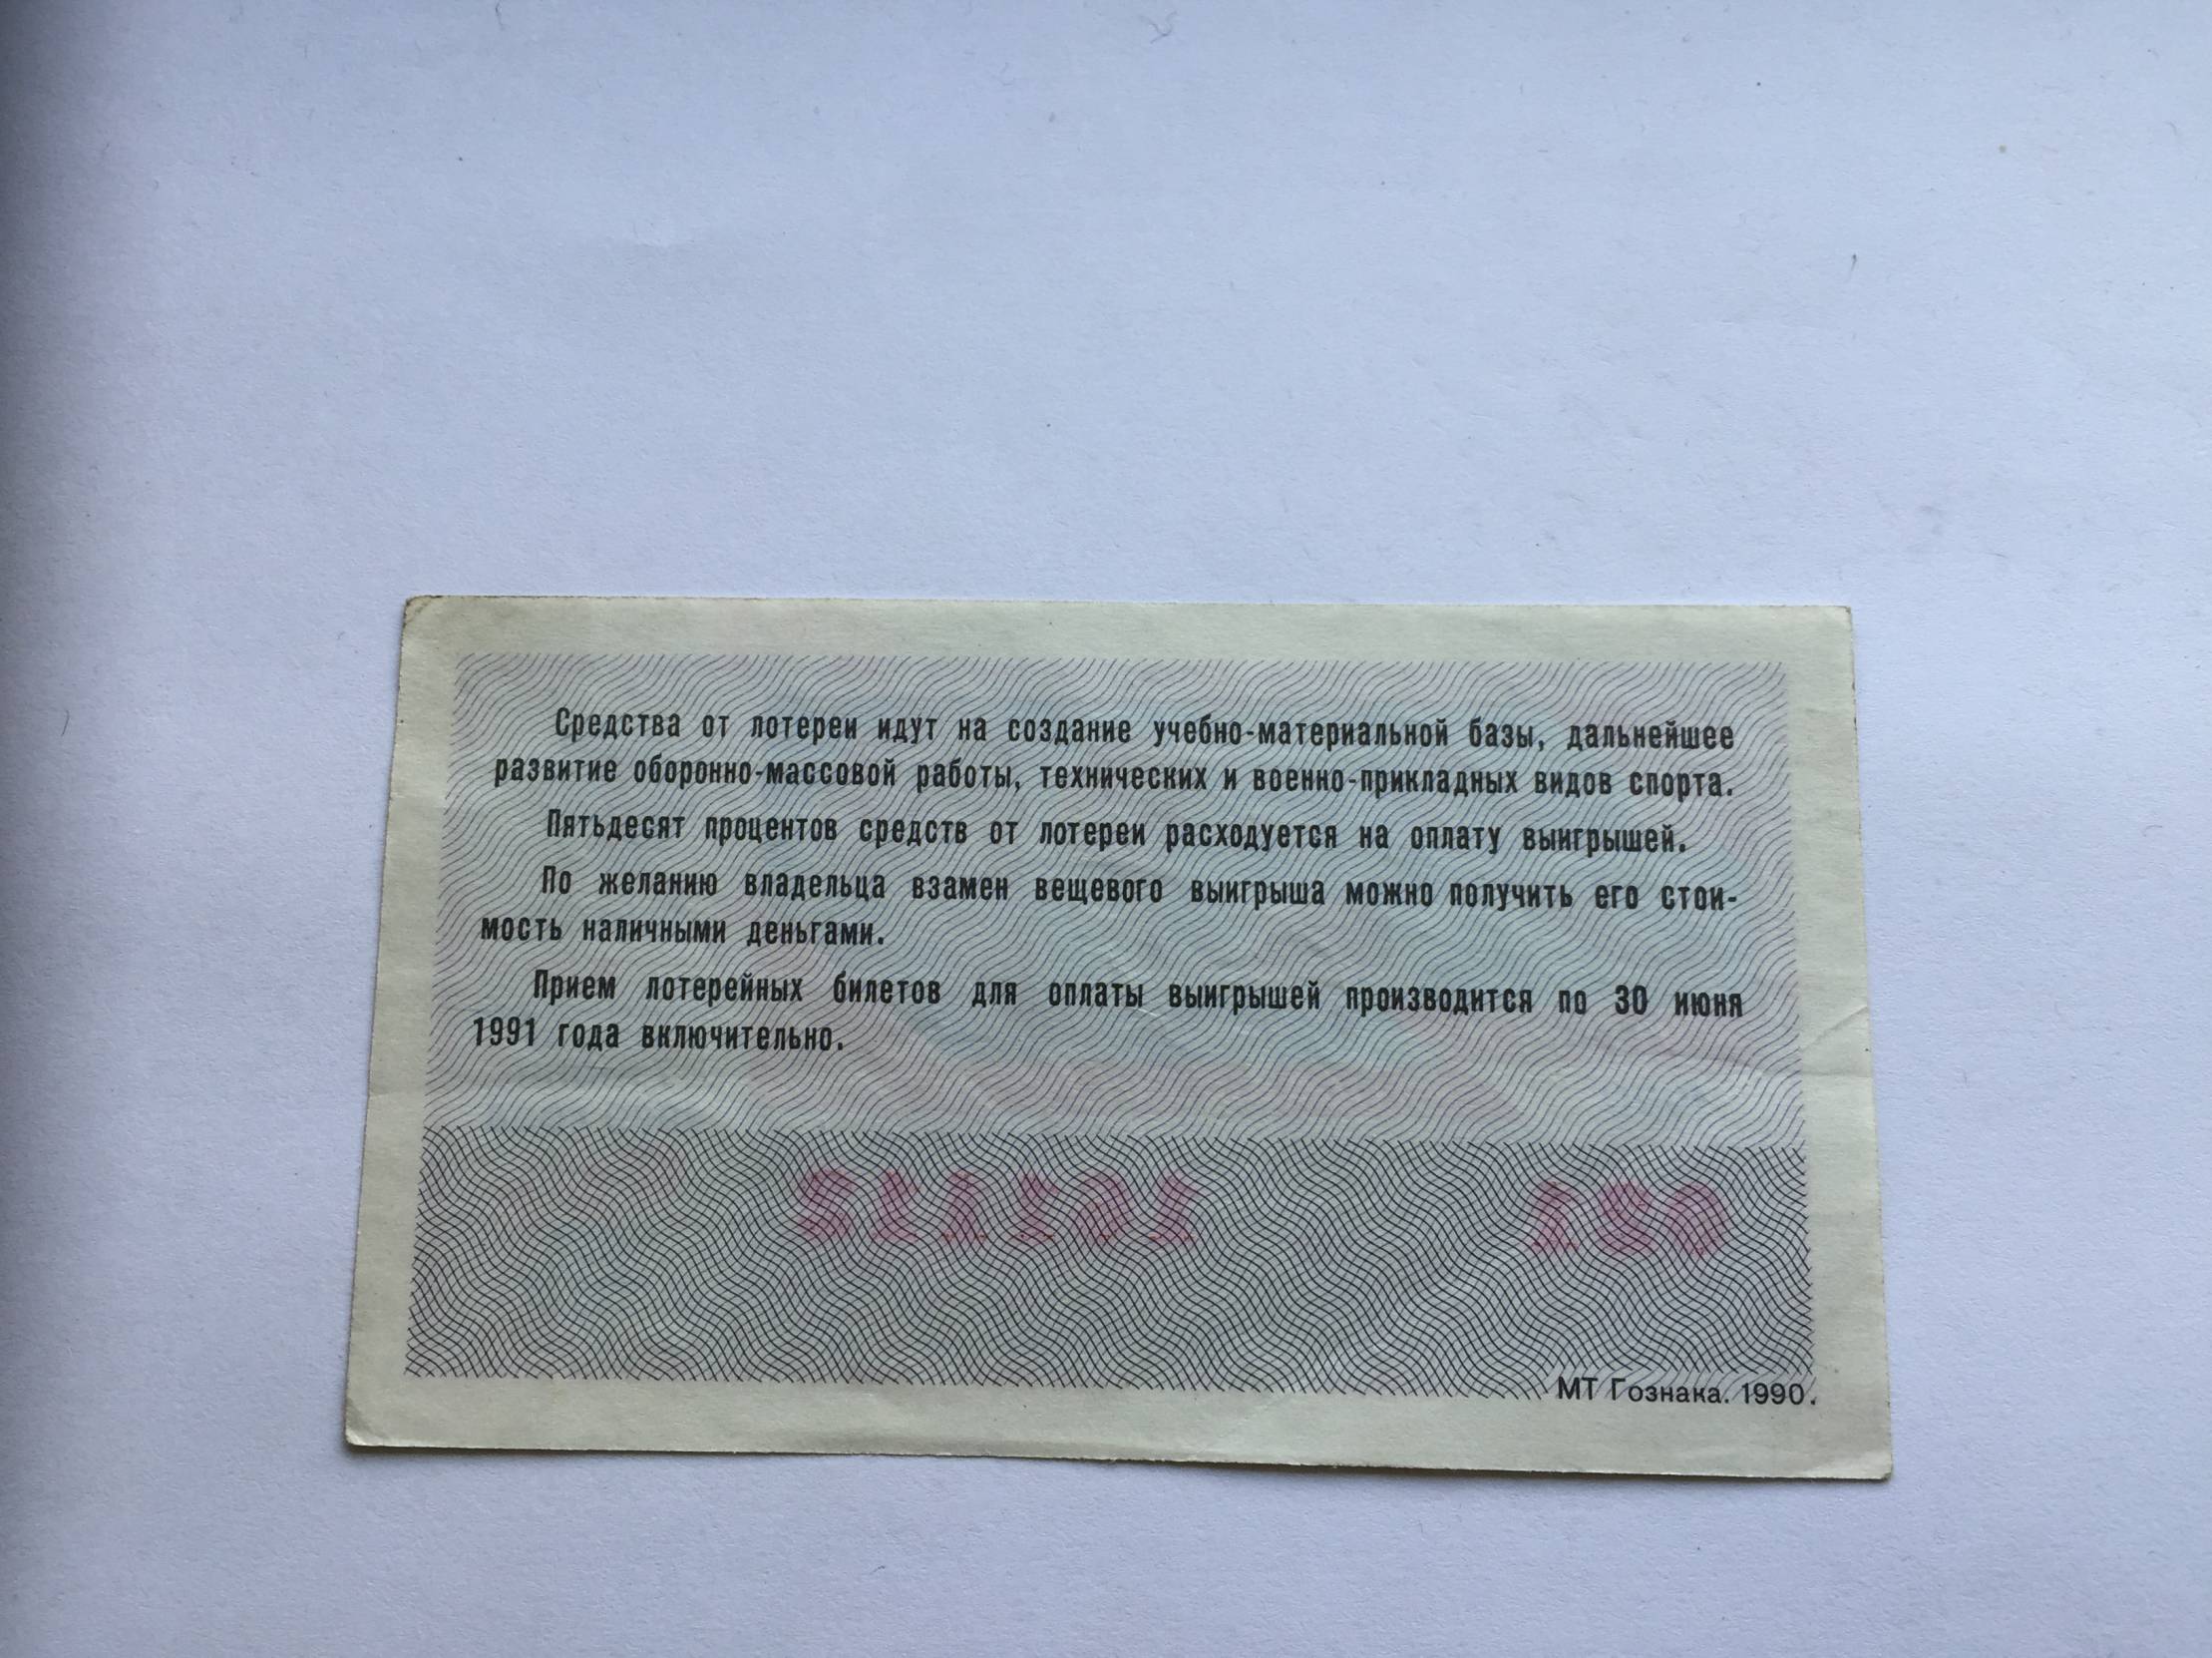 Средства от лотереи идут на создание учебно-материальной базы, дальнейшее
развитие оборонно-массовой работы, технических и военно-прикладных видов спорта.
Пятьдесят процентов средств от лотереи расходуется на оплату выигрышей.
По желанию владельца взамен вещевого выигрыша можно получить его стои-
мость наличными деньгами.
Прием лотерейных билетов для оплаты выигрышей производится по 30 июня
1991 года включительно.
МТ Гознака. 1990.